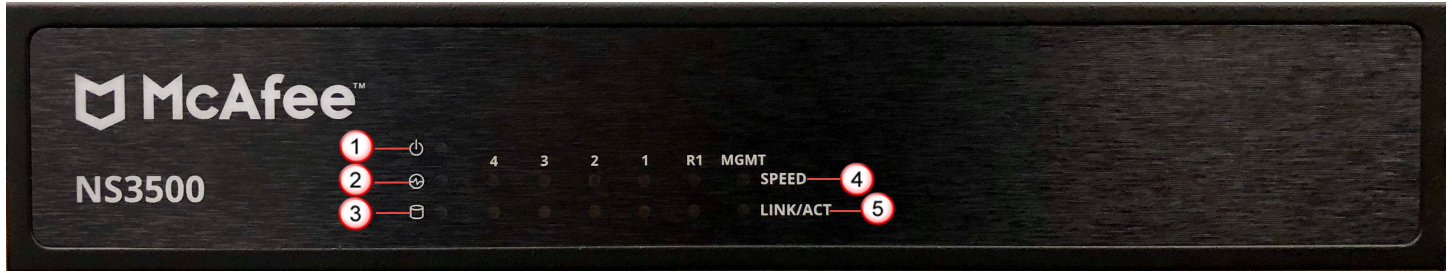 McAfee™
NS3500
1
2
3
4 3 2 1 R1 MGMT
SPEED 4
LINK/ACT 5